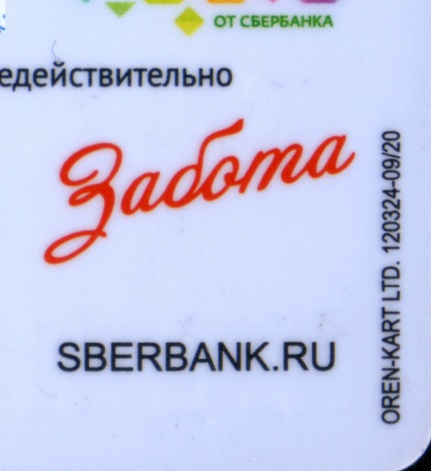 ОТ СБЕРБАНКА
едействительно
Забота
SBERBANK.RU
OREN-KART LTD. 120324-09/20